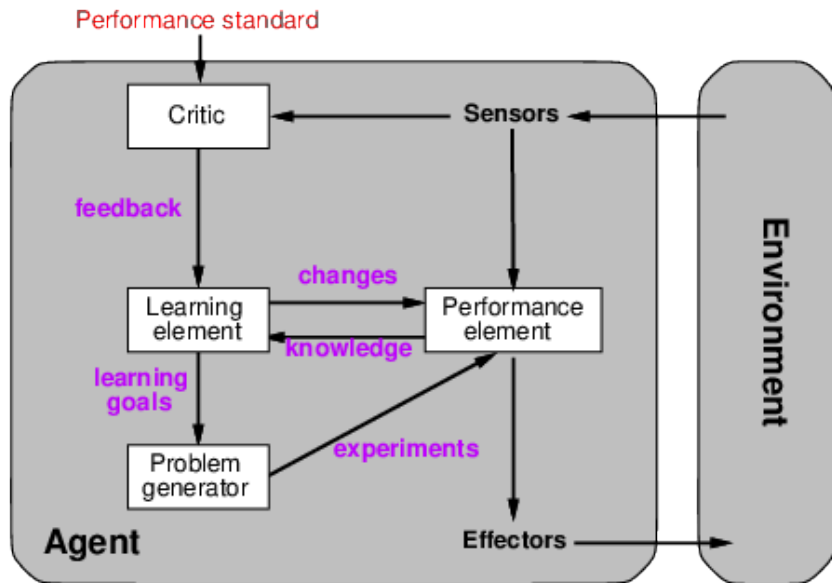 Performance standard
Critic
Sensors
feedback
changes
Learning
element
Performance
element
knowledge
learning
goals
experiments
Problem
generator
Agent
Effectors
Environment